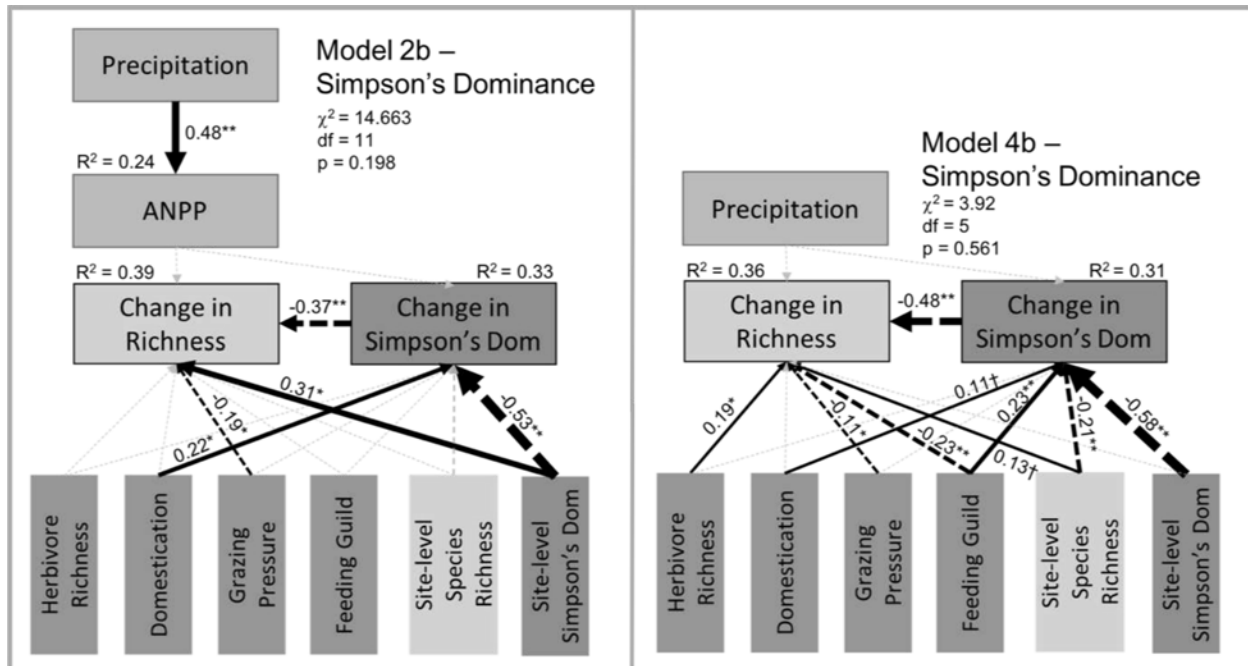 Precipitation
Model 2b –
Simpson's Dominance
χ² = 14.663
df = 11
p = 0.198
0.48**
R² = 0.24
ANPP
R² = 0.39
R² = 0.33
Change in
Richness
-0.37**
Change in
Simpson's Dom
0.31*
-0.19*
-0.53**
0.22*
Herbivore
Richness
Domestication
Grazing
Pressure
Feeding Guild
Site-level
Species
Richness
Site-level
Simpson's Dom
Model 4b –
Simpson's Dominance
χ² = 3.92
df = 5
p = 0.561
Precipitation
R² = 0.36
R² = 0.31
Change in
Richness
-0.48**
Change in
Simpson's Dom
0.19*
-0.11*
-0.23**
0.11†
0.23**
0.13†
-0.21**
-0.58**
Herbivore
Richness
Domestication
Grazing
Pressure
Feeding Guild
Site-level
Species
Richness
Site-level
Simpson's Dom